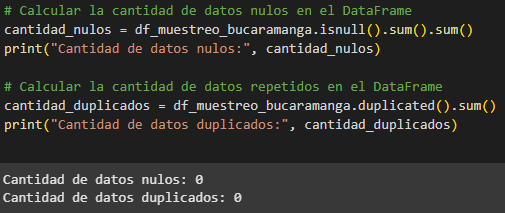 # Calcular la cantidad de datos nulos en el DataFrame
cantidad_nulos = df_muestreo_bucaramanga.isnull().sum().sum()
print("Cantidad de datos nulos:", cantidad_nulos)
# Calcular la cantidad de datos repetidos en el DataFrame
cantidad_duplicados = df_muestreo_bucaramanga.duplicated().sum()
print("Cantidad de datos duplicados:", cantidad_duplicados)
Cantidad de datos nulos: 0
Cantidad de datos duplicados: 0